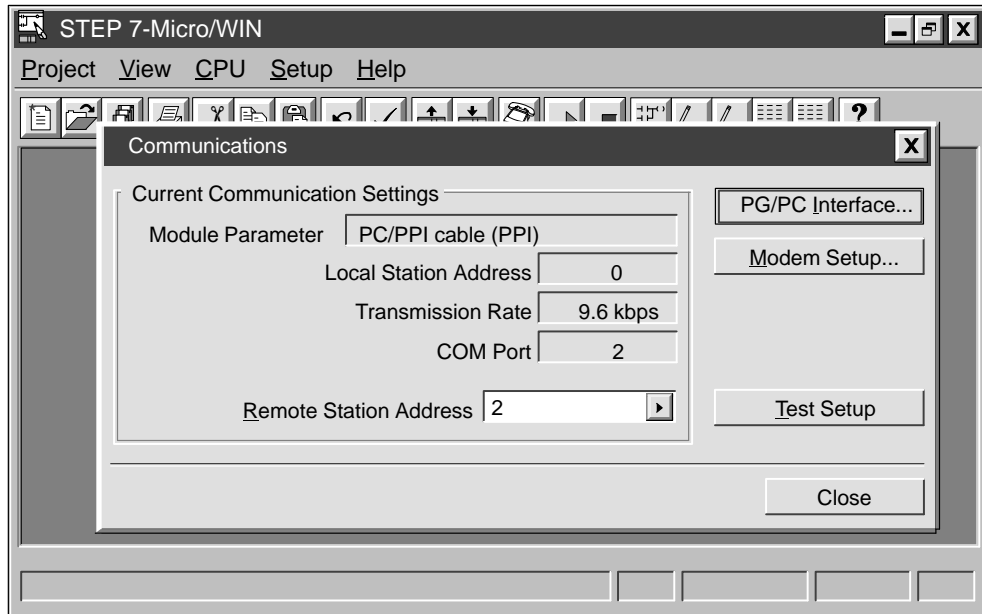 STEP 7-Micro/WIN
Project View CPU Setup Help
?
Communications
X
Current Communication Settings
Module Parameter PC/PPI cable (PPI)
Local Station Address 0
Transmission Rate 9.6 kbps
COM Port 2
Remote Station Address 2
PG/PC Interface...
Modem Setup...
Test Setup
Close